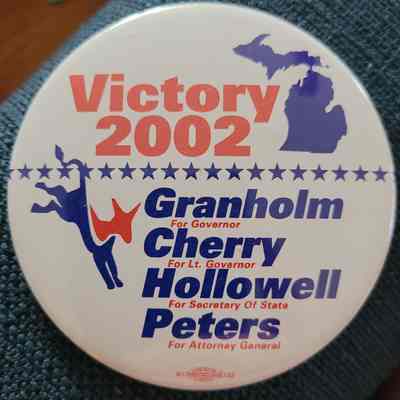 Victory
2002
Granholm
For Governor
Cherry
For Lt. Governor
Hollowell
For Secretary Of State
Peters
For Attorney General